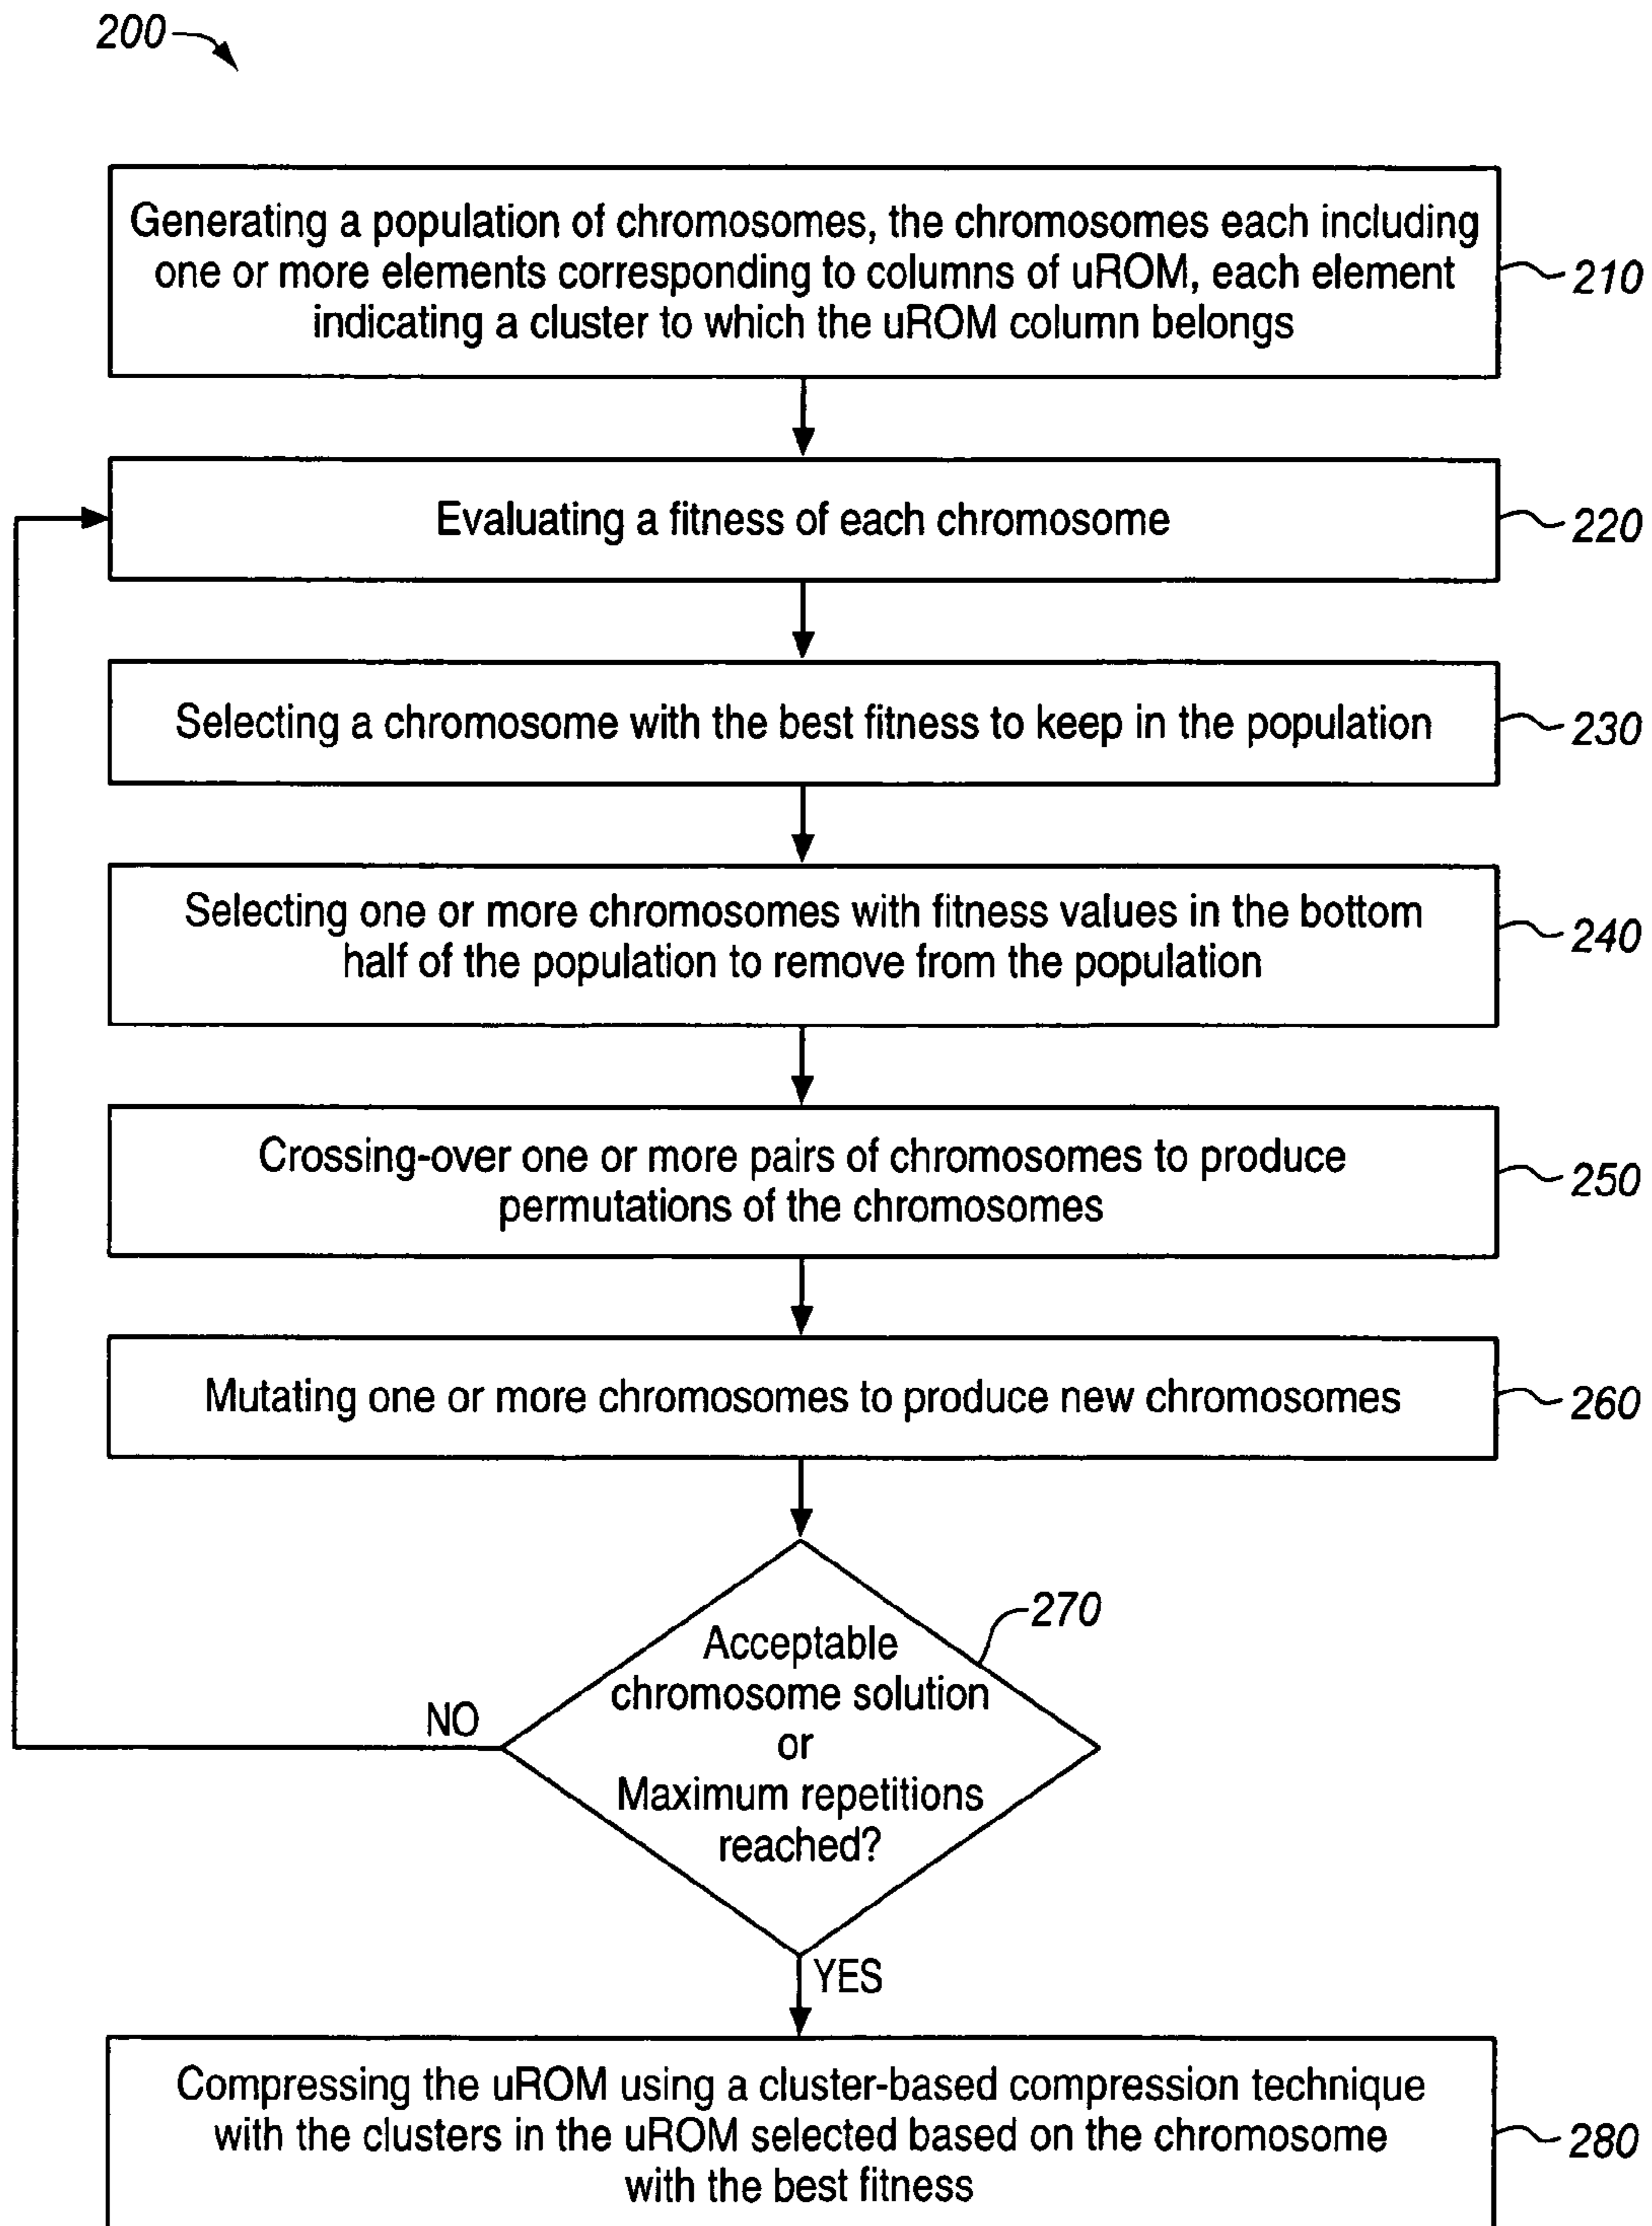 200
Generating a population of chromosomes, the chromosomes each including
one or more elements corresponding to columns of uROM, each element
indicating a cluster to which the uROM column belongs
210
Evaluating a fitness of each chromosome
220
Selecting a chromosome with the best fitness to keep in the population
230
Selecting one or more chromosomes with fitness values in the bottom
half of the population to remove from the population
240
Crossing-over one or more pairs of chromosomes to produce
permutations of the chromosomes
250
Mutating one or more chromosomes to produce new chromosomes
260
270
Acceptable
chromosome solution
or
Maximum repetitions
reached?
NO
YES
Compressing the uROM using a cluster-based compression technique
with the clusters in the uROM selected based on the chromosome
with the best fitness
280